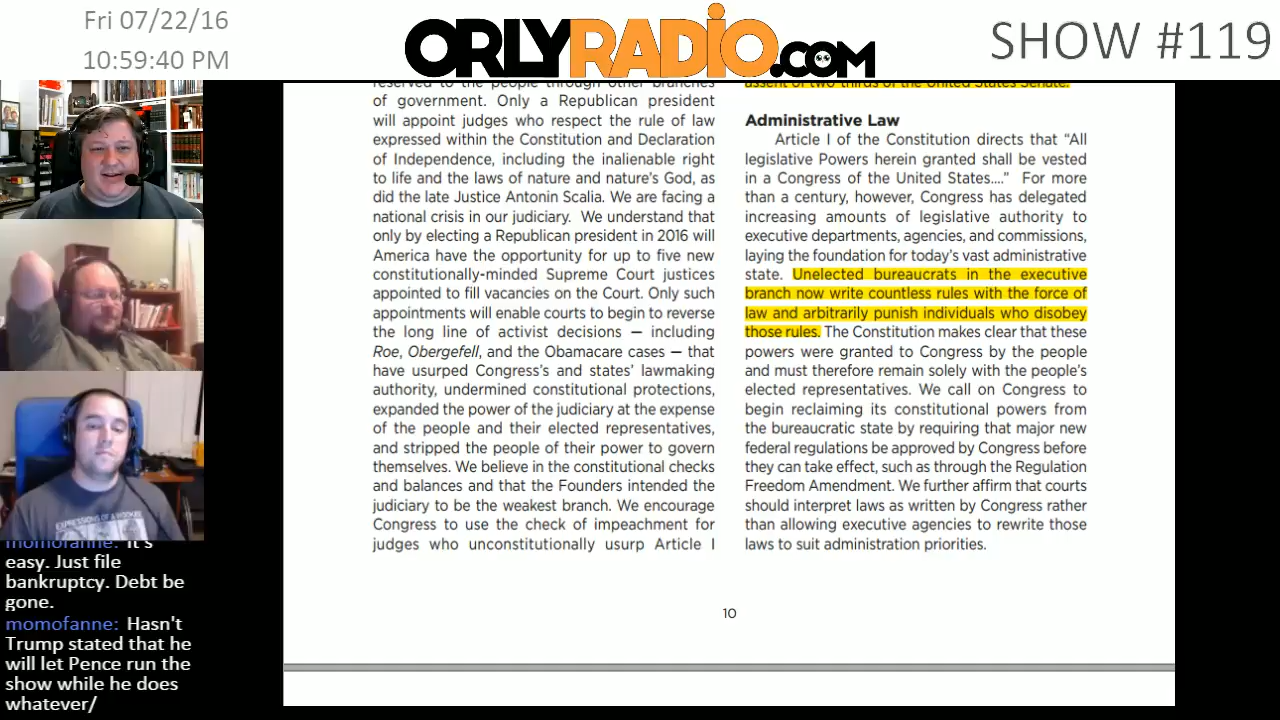 Fri 07/22/16
10:59:40 PM
ORLYRADIO.COM
SHOW #119
reserved to the people through other branches
of government. Only a Republican president
will appoint judges who respect the rule of law
expressed within the Constitution and Declaration
of Independence, including the inalienable right
to life and the laws of nature and nature's God, as
did the late Justice Antonin Scalia. We are facing a
national crisis in our judiciary. We understand that
only by electing a Republican president in 2016 will
America have the opportunity for up to five new
constitutionally-minded Supreme Court justices
appointed to fill vacancies on the Court. Only such
appointments will enable courts to begin to reverse
the long line of activist decisions — including
Roe, Obergefell, and the Obamacare cases — that
have usurped Congress's and states' lawmaking
authority, undermined constitutional protections,
expanded the power of the judiciary at the expense
of the people and their elected representatives,
and stripped the people of their power to govern
themselves. We believe in the constitutional checks
and balances and that the Founders intended the
judiciary to be the weakest branch. We encourage
Congress to use the check of impeachment for
judges who unconstitutionally usurp Article I
assent of two-thirds of the United States Senate.
Administrative Law
Article I of the Constitution directs that “All
legislative Powers herein granted shall be vested
in a Congress of the United States....” For more
than a century, however, Congress has delegated
increasing amounts of legislative authority to
executive departments, agencies, and commissions,
laying the foundation for today's vast administrative
state. Unelected bureaucrats in the executive
branch now write countless rules with the force of
law and arbitrarily punish individuals who disobey
those rules. The Constitution makes clear that these
powers were granted to Congress by the people
and must therefore remain solely with the people's
elected representatives. We call on Congress to
begin reclaiming its constitutional powers from
the bureaucratic state by requiring that major new
federal regulations be approved by Congress before
they can take effect, such as through the Regulation
Freedom Amendment. We further affirm that courts
should interpret laws as written by Congress rather
than allowing executive agencies to rewrite those
laws to suit administration priorities.
10
momofanne: It's
easy. Just file
bankruptcy. Debt be
gone.
momofanne: Hasn't
Trump stated that he
will let Pence run the
show while he does
whatever/